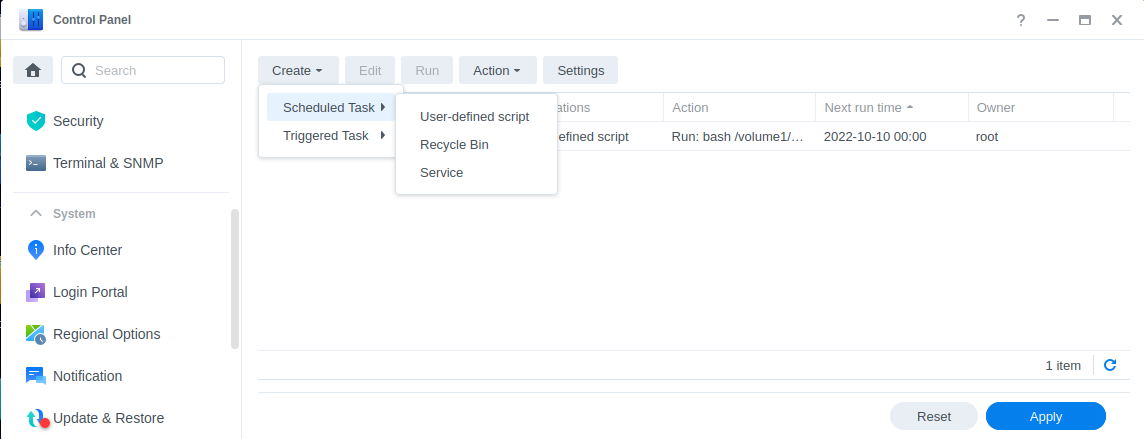 Control Panel
?
Search
Security
Terminal & SNMP
System
Info Center
Login Portal
Regional Options
Notification
Update & Restore
Create Edit Run Action Settings
Scheduled Task
Triggered Task
User-defined script
Recycle Bin
Service
ations Action Next run time Owner
efined script Run: bash /volume1/... 2022-10-10 00:00 root
1 item
Reset Apply